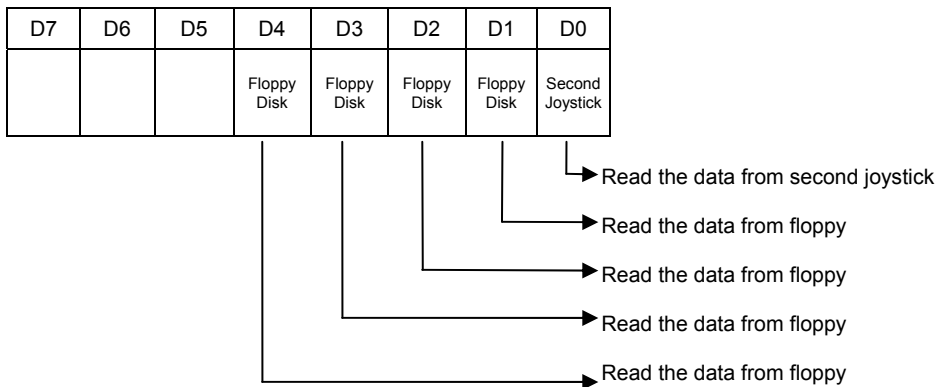 D7 D6 D5 D4 D3 D2 D1 D0
Floppy Disk Floppy Disk Floppy Disk Floppy Disk Second Joystick
Read the data from second joystick
Read the data from floppy
Read the data from floppy
Read the data from floppy
Read the data from floppy